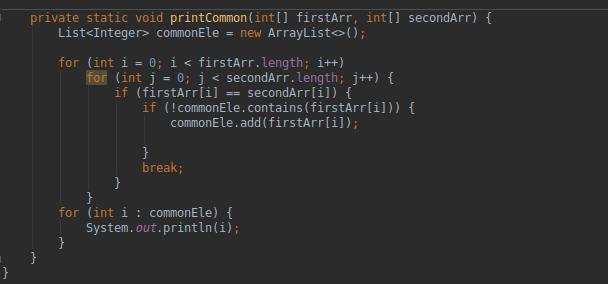 private static void printCommon(int[] firstArr, int[] secondArr) {
    List<Integer> commonEle = new ArrayList<>();

    for (int i = 0; i < firstArr.length; i++)
        for (int j = 0; j < secondArr.length; j++) {
            if (firstArr[i] == secondArr[i]) {
                if (!commonEle.contains(firstArr[i])) {
                    commonEle.add(firstArr[i]);

                }
                break;
            }
        }
    for (int i : commonEle) {
        System.out.println(i);
    }
}
}